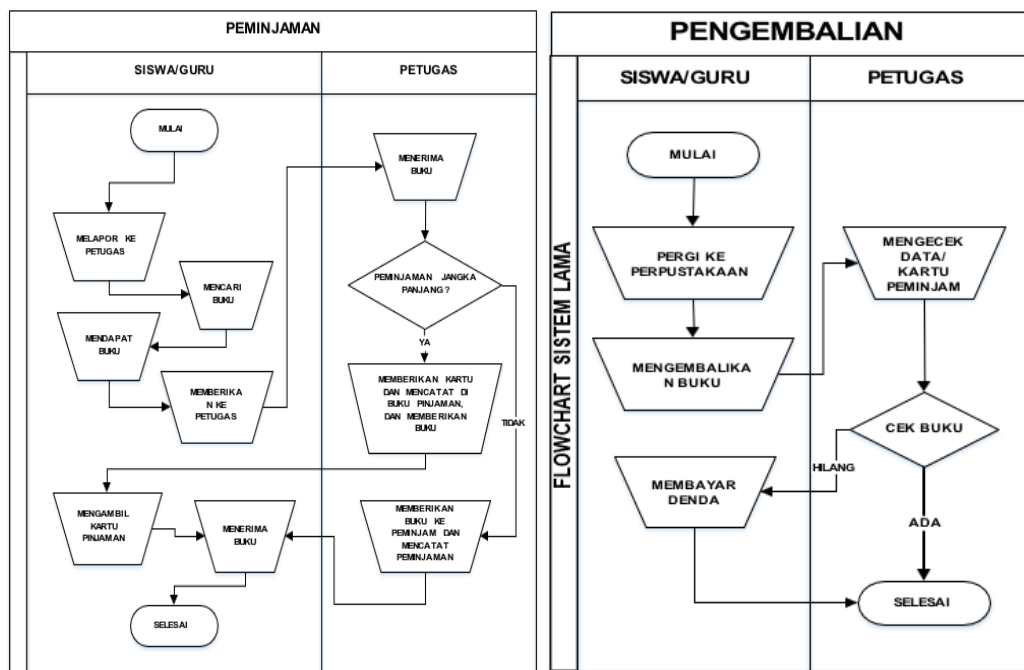 PEMINJAMAN
SISWA/GURU
PETUGAS
MULAI
MELAPOR KE
PETUGAS
MENCARI
BUKU
MENDAPAT
BUKU
MEMBERIKA
N KE
PETUGAS
MENERIMA
BUKU
PEMINJAMAN JANGKA
PANJANG?
YA
TIDAK
MEMBERIKAN KARTU
DAN MENCATAT DI
BUKU PINJAMAN,
DAN MEMBERIKAN
BUKU
MENGAMBIL
KARTU
PINJAMAN
MENERIMA
BUKU
MEMBERIKAN
BUKU KE
PEMINJAM DAN
MENCATAT
PEMINJAMAN
SELESAI
PENGEMBALIAN
FLOWCHART SISTEM LAMA
SISWA/GURU
PETUGAS
MULAI
PERGI KE
PERPUSTAKAAN
MENGEMBALIKA
N BUKU
MENGECEK
DATA/
KARTU
PEMINJAM
CEK BUKU
HILANG
MEMBAYAR
DENDA
ADA
SELESAI